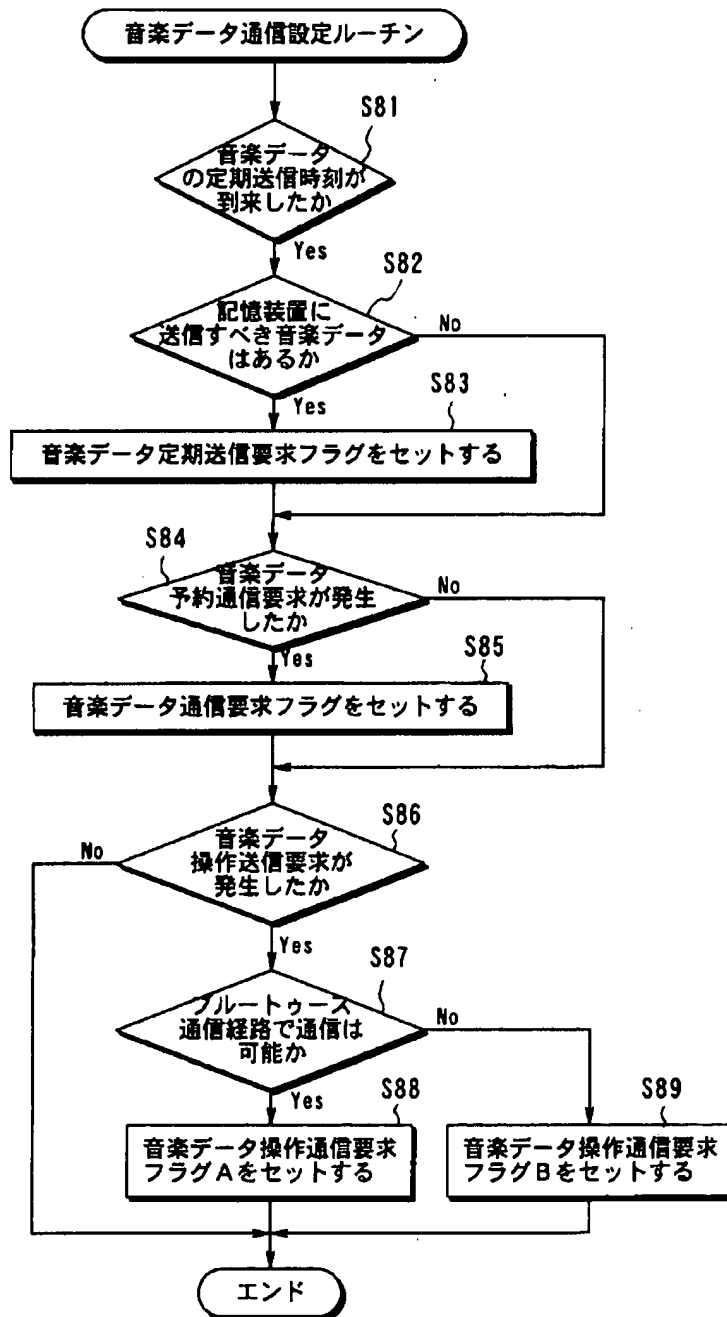 音楽データ通信設定ルーチン
S81
音楽データ
の定期送信時刻が
到来したか
Yes
S82
記憶装置に
送信すべき音楽データ
はあるか
No
Yes
S83
音楽データ定期送信要求フラグをセットする
S84
音楽データ
予約通信要求が発生
したか
No
Yes
S85
音楽データ通信要求フラグをセットする
S86
音楽データ
操作送信要求が
発生したか
No
Yes
S87
ブルートゥース
通信経路で通信は
可能か
No
Yes
S88
音楽データ操作通信要求
フラグAをセットする
S89
音楽データ操作通信要求
フラグBをセットする
エンド